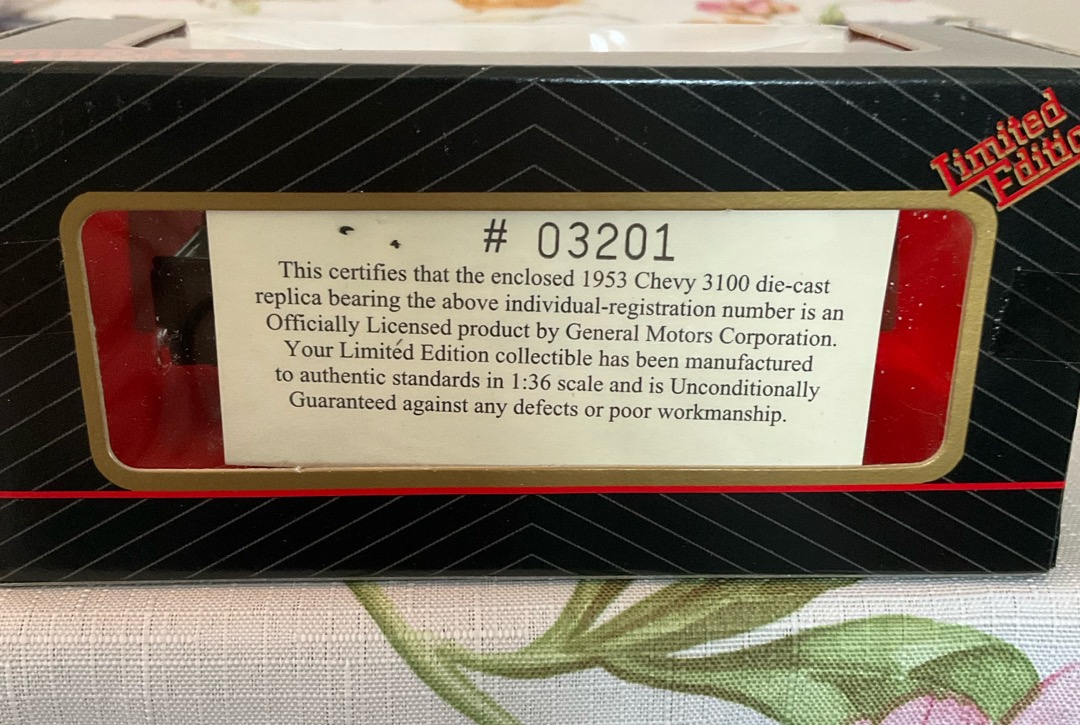 Limited
Editio
# 03201
This certifies that the enclosed 1953 Chevy 3100 die-cast
replica bearing the above individual-registration number is an
Officially Licensed product by General Motors Corporation.
Your Limited Edition collectible has been manufactured
to authentic standards in 1:36 scale and is Unconditionally
Guaranteed against any defects or poor workmanship.